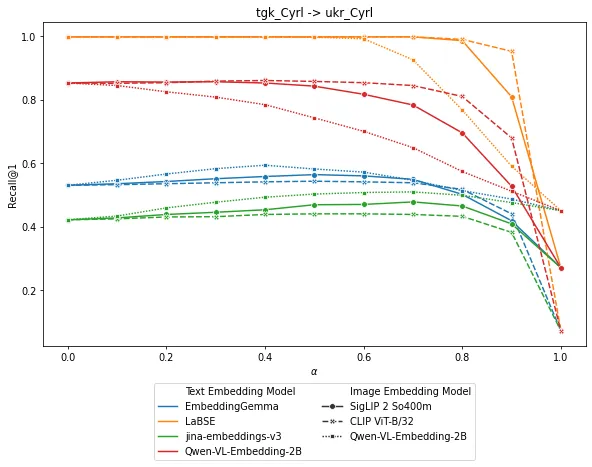 tgk_Cyrl -> ukr_Cyrl
Recall@1
1.0
0.8
0.6
0.4
0.2
0.0 0.2 0.4 0.6 0.8 1.0
α
Text Embedding Model
EmbeddingGemma
LaBSE
jina-embeddings-v3
Qwen-VL-Embedding-2B
Image Embedding Model
SigLIP 2 So400m
CLIP ViT-B/32
Qwen-VL-Embedding-2B